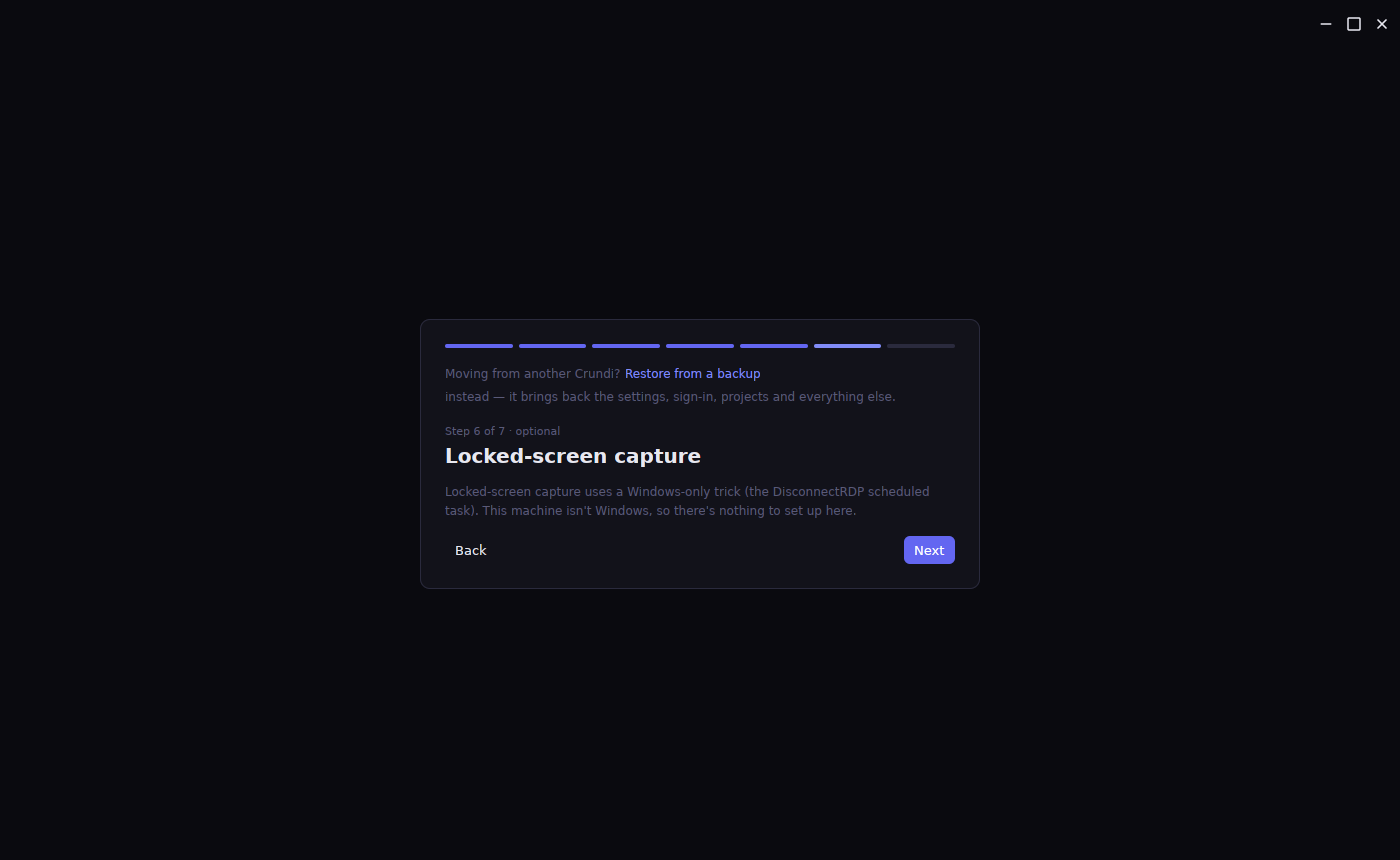 Moving from another Crundi? Restore from a backup
instead — it brings back the settings, sign-in, projects and everything else.
Step 6 of 7 · optional
Locked-screen capture
Locked-screen capture uses a Windows-only trick (the DisconnectRDP scheduled
task). This machine isn't Windows, so there's nothing to set up here.
Back
Next